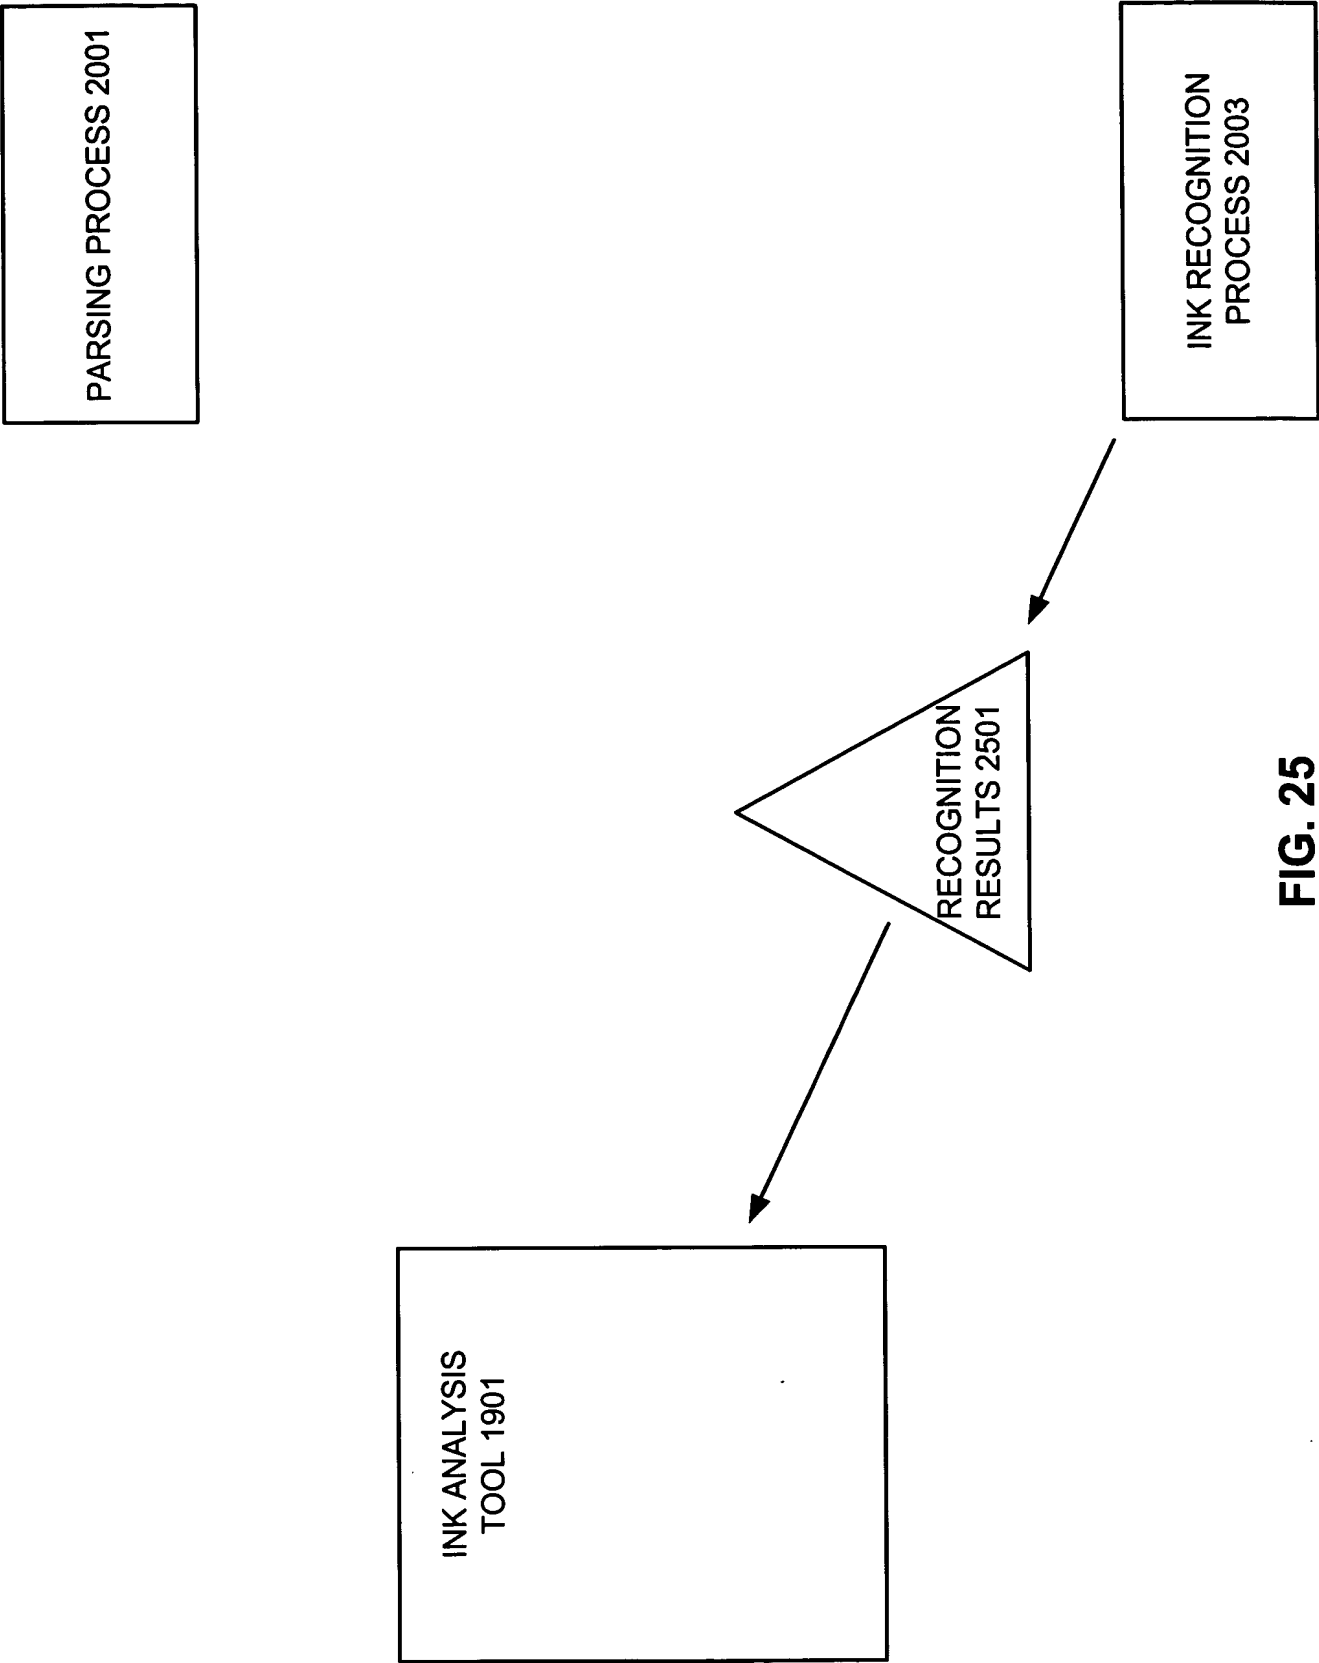 INK ANALYSIS
TOOL 1901
PARSING PROCESS 2001
RECOGNITION
RESULTS 2501
INK RECOGNITION
PROCESS 2003
FIG. 25